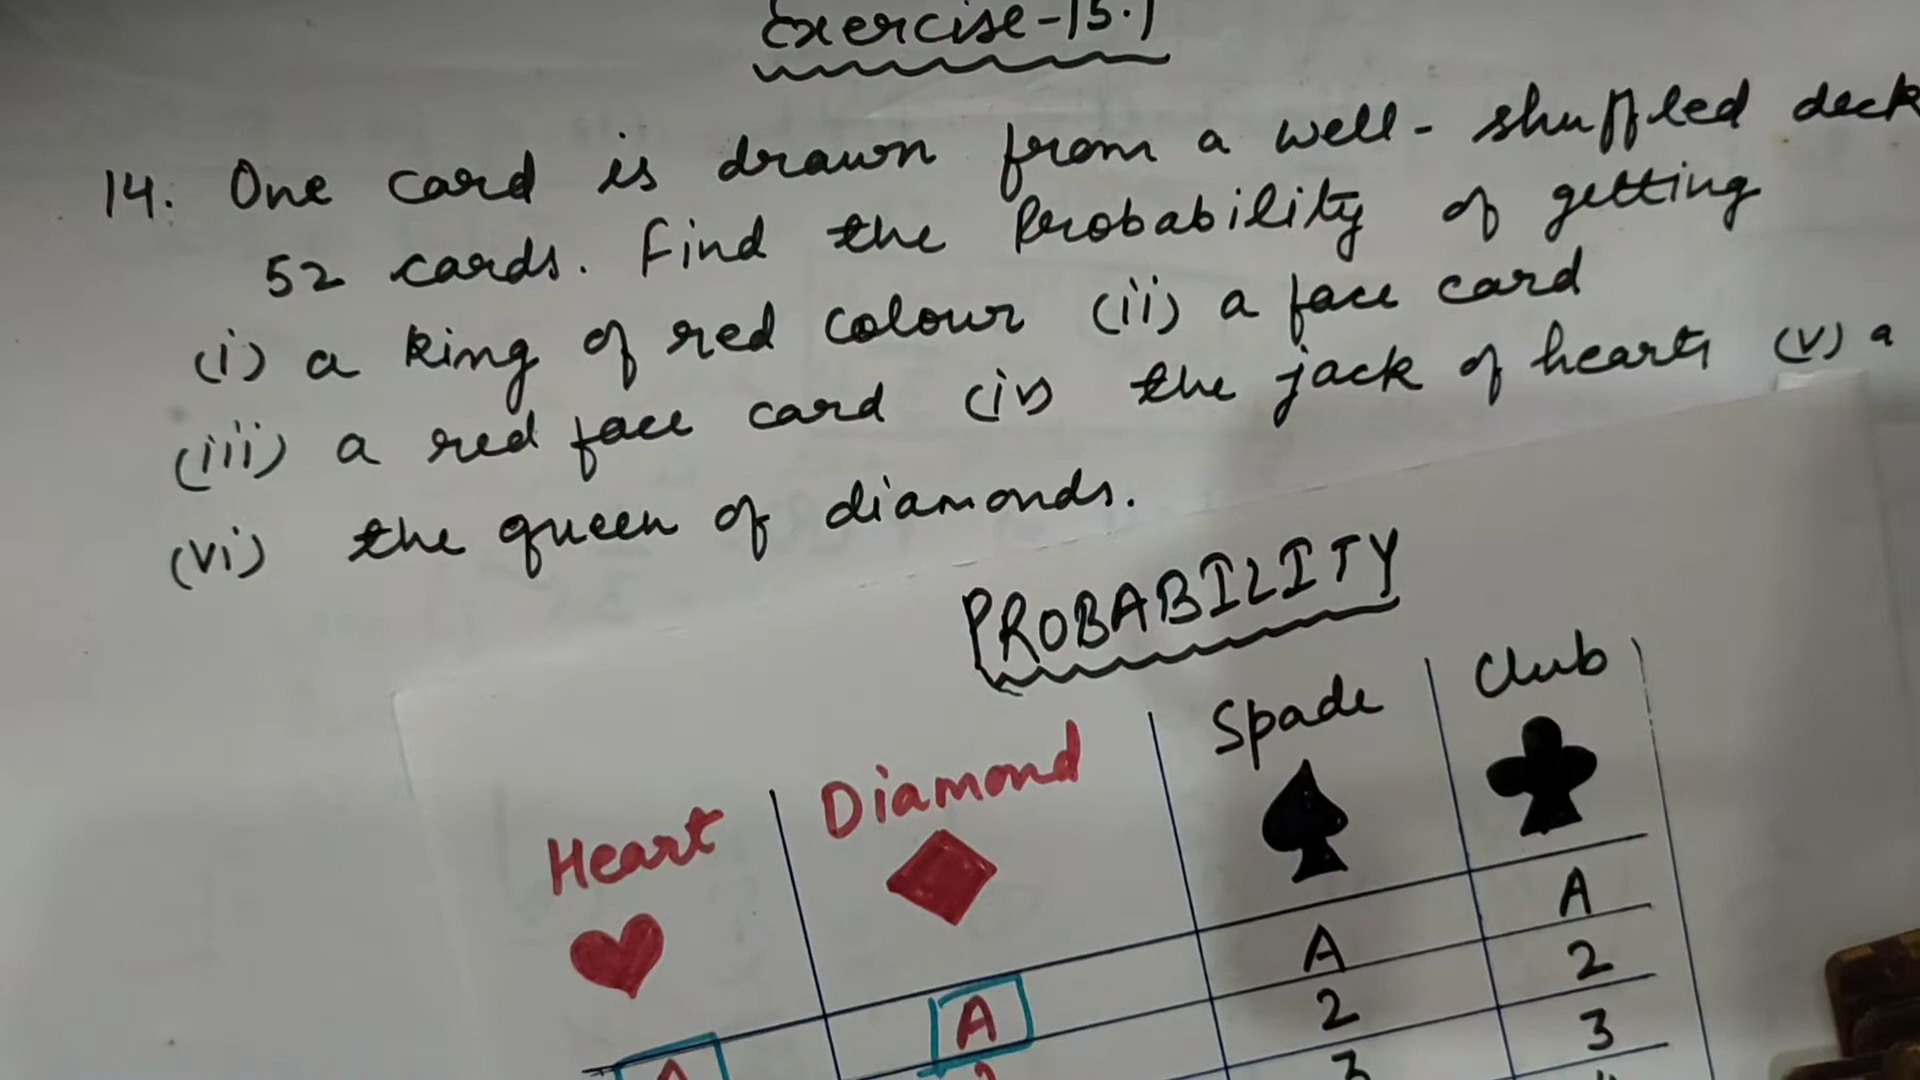 Exercise-15.1
14. One card is drawn from a well-shuffled deck
52 cards. Find the Probability of getting
(i) a king of red colour (ii) a face card
(iii) a red face card (iv) the jack of hearts (v) a
(vi) the queen of diamonds.
PROBABILITY
Heart Diamond Spade Club
A A A A
2 2
3 3